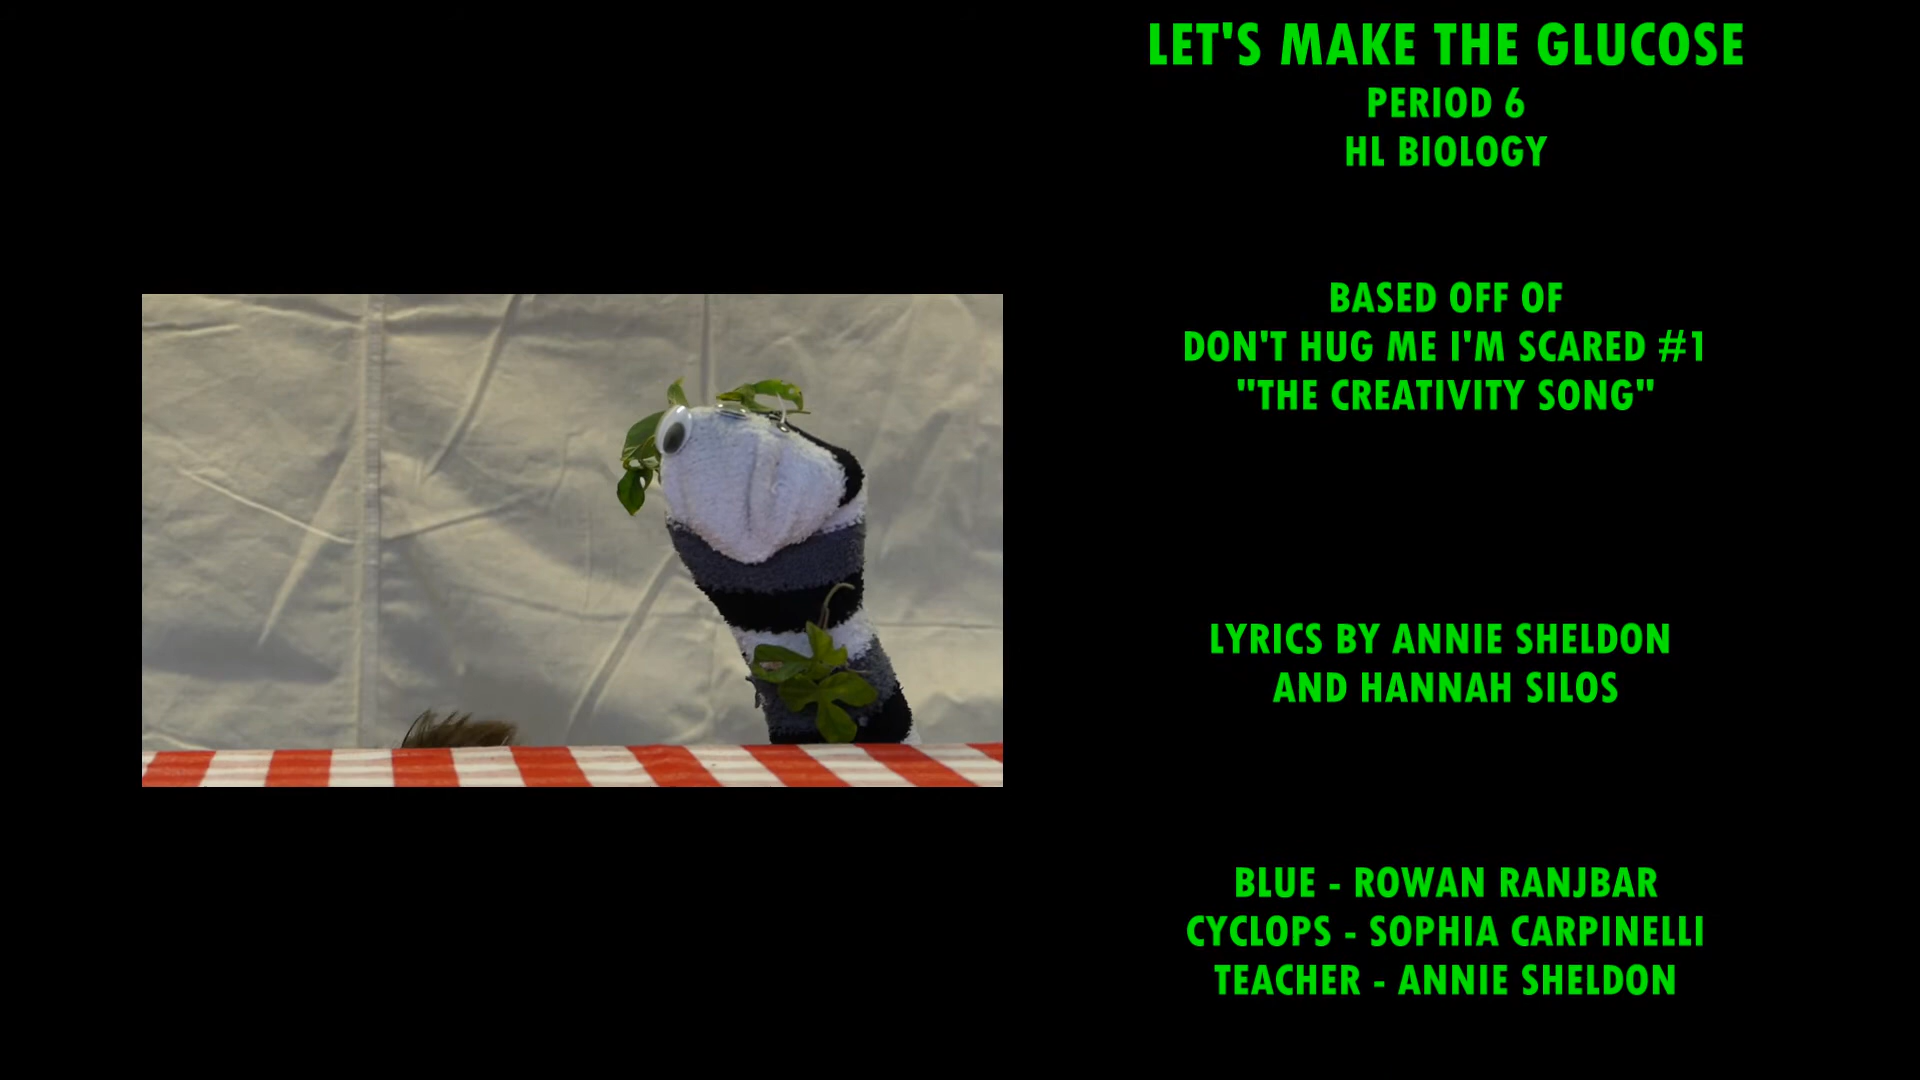 LET'S MAKE THE GLUCOSE
PERIOD 6
HL BIOLOGY
BASED OFF OF
DON'T HUG ME I'M SCARED #1
"THE CREATIVITY SONG"
LYRICS BY ANNIE SHELDON
AND HANNAH SILOS
BLUE - ROWAN RANJBAR
CYCLOPS - SOPHIA CARPINELLI
TEACHER - ANNIE SHELDON